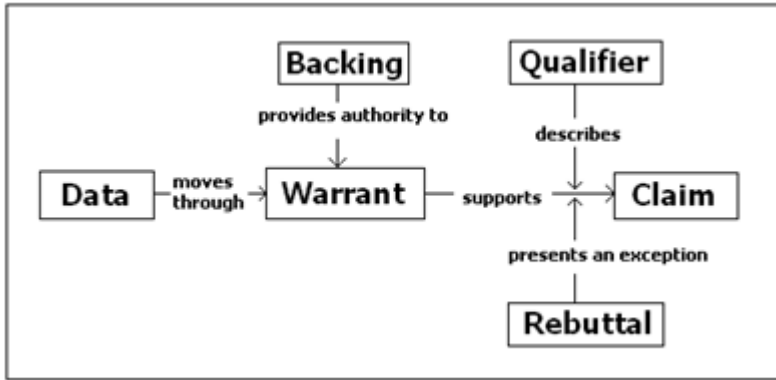 Backing
Qualifier
provides authority to
describes
Data
moves
through
Warrant
supports
Claim
presents an exception
Rebuttal